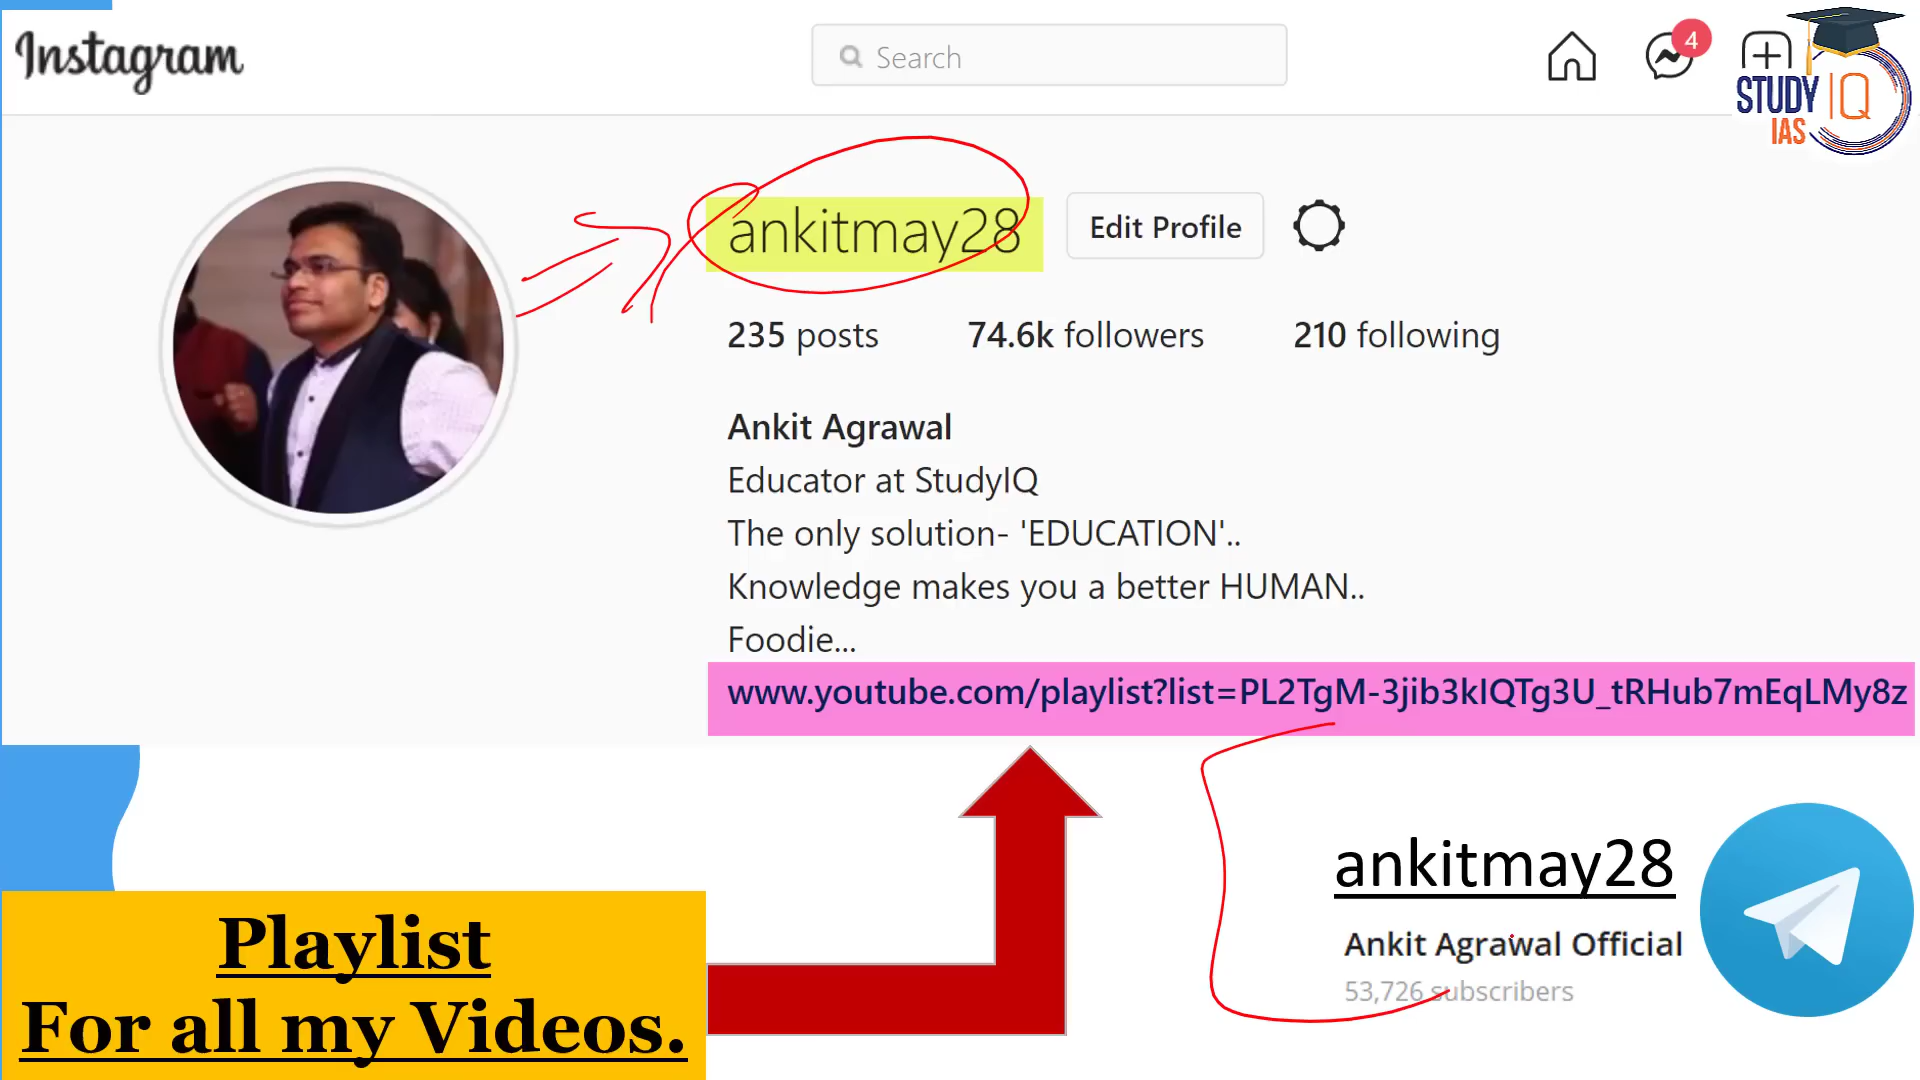 Instagram
Search
4
STUDY IQ
IAS
ankitmay28
Edit Profile
235 posts 74.6k followers 210 following
Ankit Agrawal
Educator at StudyIQ
The only solution- 'EDUCATION'..
Knowledge makes you a better HUMAN..
Foodie...
www.youtube.com/playlist?list=PL2TgM-3jib3kIQTg3U_tRHub7mEqLMy8z
ankitmay28
Ankit Agrawal Official
53,726 subscribers
Playlist
For all my Videos.